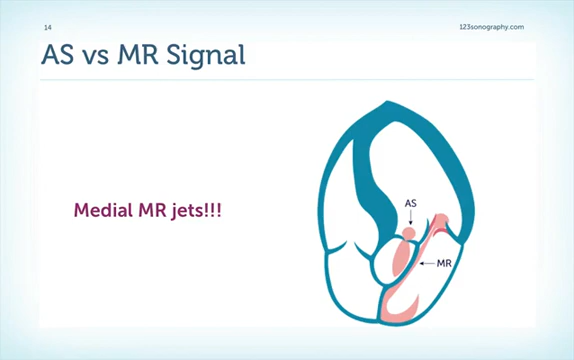 14
123sonography.com
AS vs MR Signal
Medial MR jets!!!
AS
MR